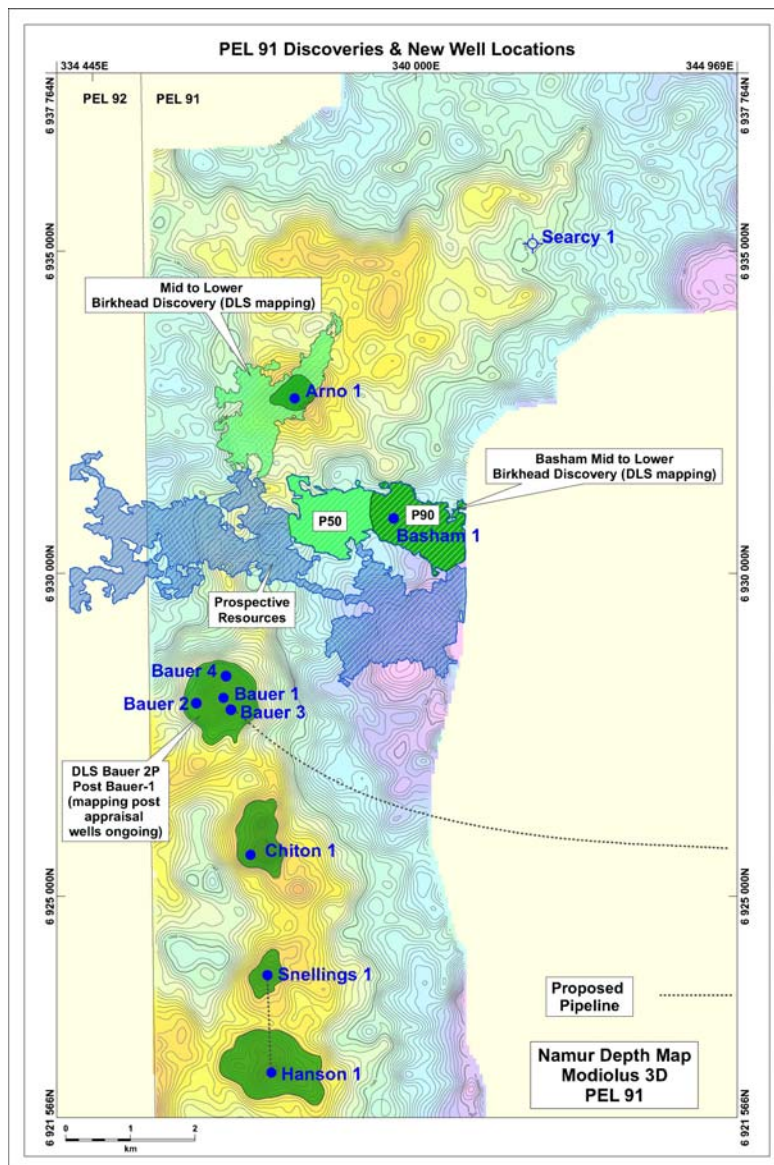 PEL 91 Discoveries & New Well Locations
334 445E
340 000E
344 969E
6 937 764N
6 937 764N
PEL 92
PEL 91
Searcy 1
6 935 000N
6 935 000N
Mid to Lower
Birkhead Discovery (DLS mapping)
Arno 1
Basham Mid to Lower
Birkhead Discovery (DLS mapping)
P50
P90
Basham 1
6 930 000N
6 930 000N
Prospective
Resources
Bauer 4
Bauer 1
Bauer 2
Bauer 3
DLS Bauer 2P
Post Bauer-1
(mapping post
appraisal
wells ongoing)
Chiton 1
6 925 000N
6 925 000N
Snellings 1
Proposed
Pipeline
Hanson 1
Namur Depth Map
Modiolus 3D
PEL 91
6 921 566N
6 921 566N
0 1 2
km